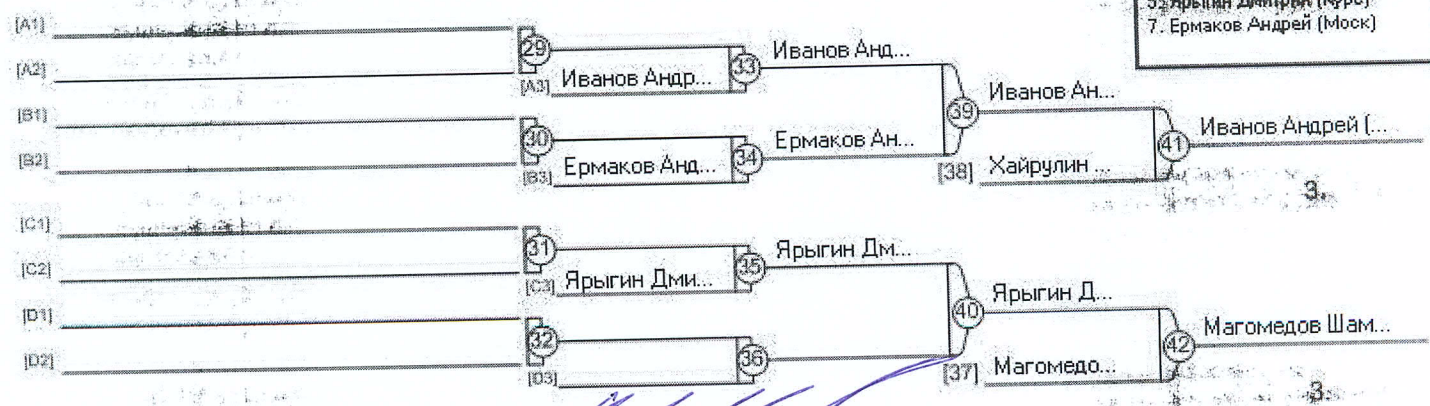 5. Ярыгин Дмитрий (Курс)
7. Ермаков Андрей (Моск)
[A1]
[A2]
29
[A3] Иванов Андр...
33
Иванов Анд...
[B1]
[B2]
30
[B3] Ермаков Анд...
34
Ермаков Ан...
39
Иванов Ан...
[38] Хайрулин ...
41
Иванов Андрей (...
3.
[C1]
[C2]
31
[C3] Ярыгин Дми...
35
Ярыгин Дм...
[D1]
[D2]
32
[D3]
36
40
Ярыгин Д...
[37] Магомедо...
42
Магомедов Шам...
3.